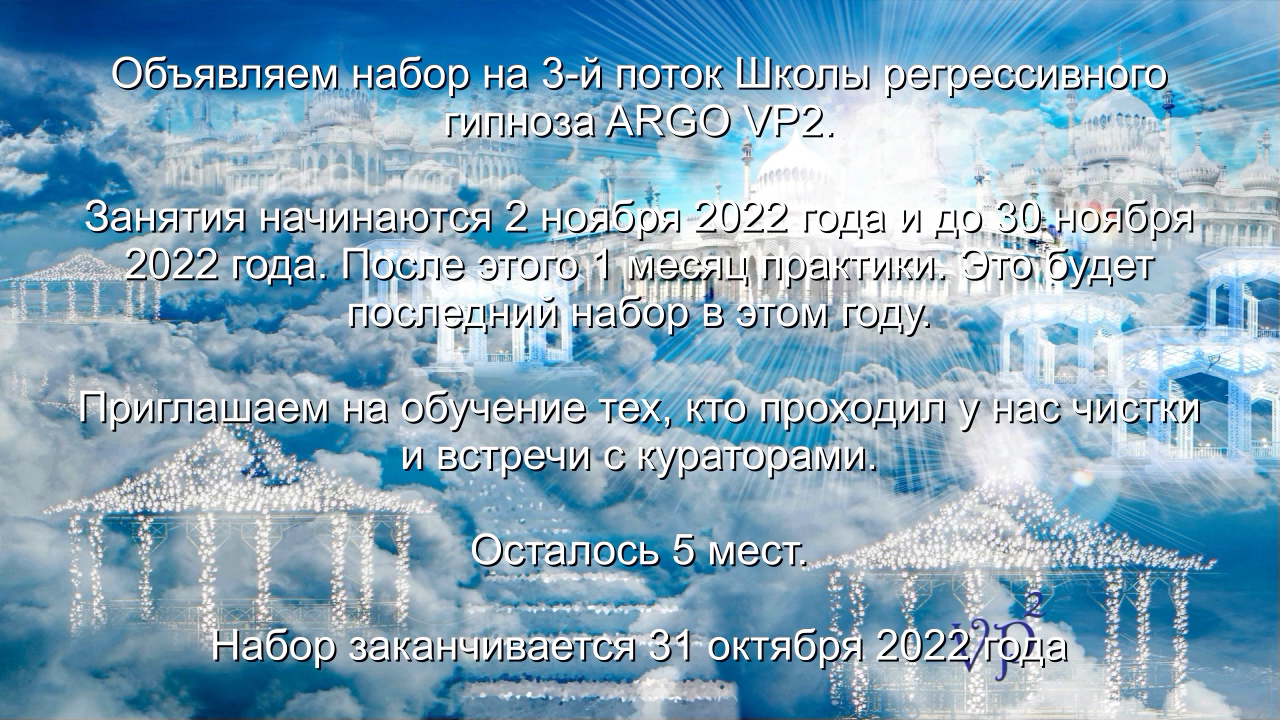 Объявляем набор на 3-й поток Школы регрессивного
гипноза ARGO VP2.
Занятия начинаются 2 ноября 2022 года и до 30 ноября
2022 года. После этого 1 месяц практики. Это будет
последний набор в этом году.
Приглашаем на обучение тех, кто проходил у нас чистки
и встречи с кураторами.
Осталось 5 мест.
Набор заканчивается 31 октября 2022 года
VP²